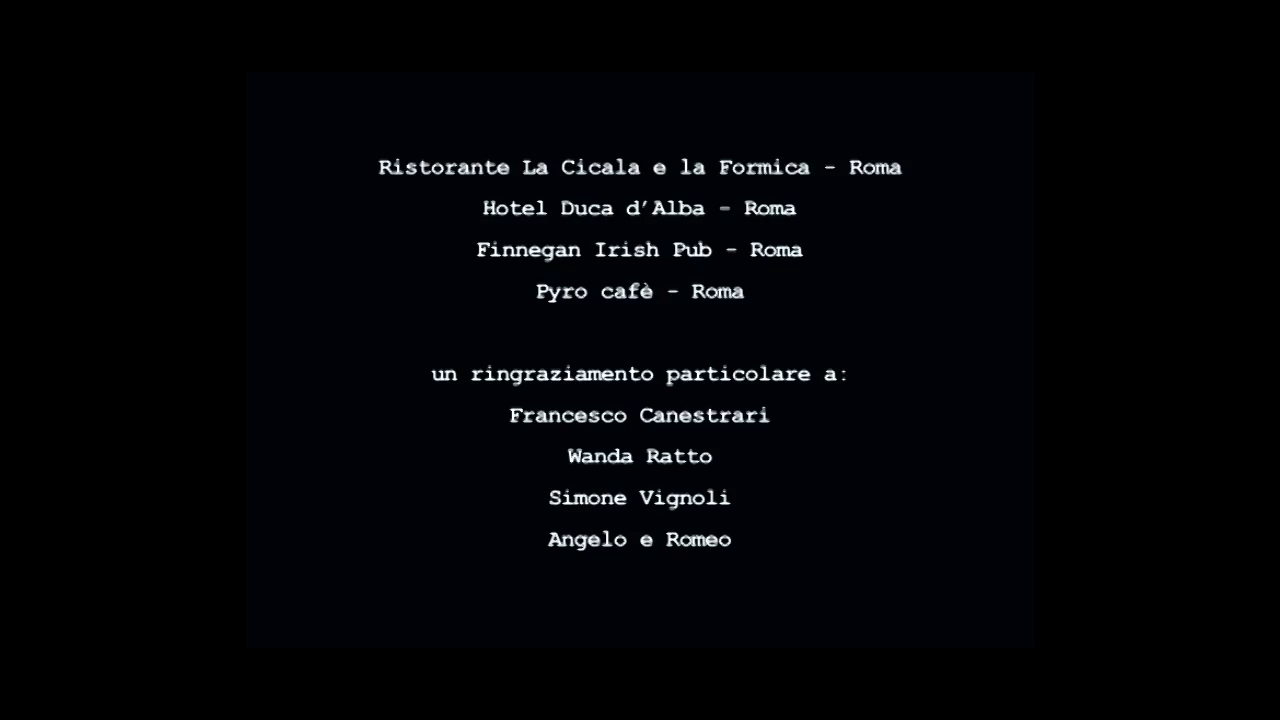 Ristorante La Cicala e la Formica - Roma
Hotel Duca d'Alba - Roma
Finnegan Irish Pub - Roma
Pyro cafè - Roma
un ringraziamento particolare a:
Francesco Canestrari
Wanda Ratto
Simone Vignoli
Angelo e Romeo